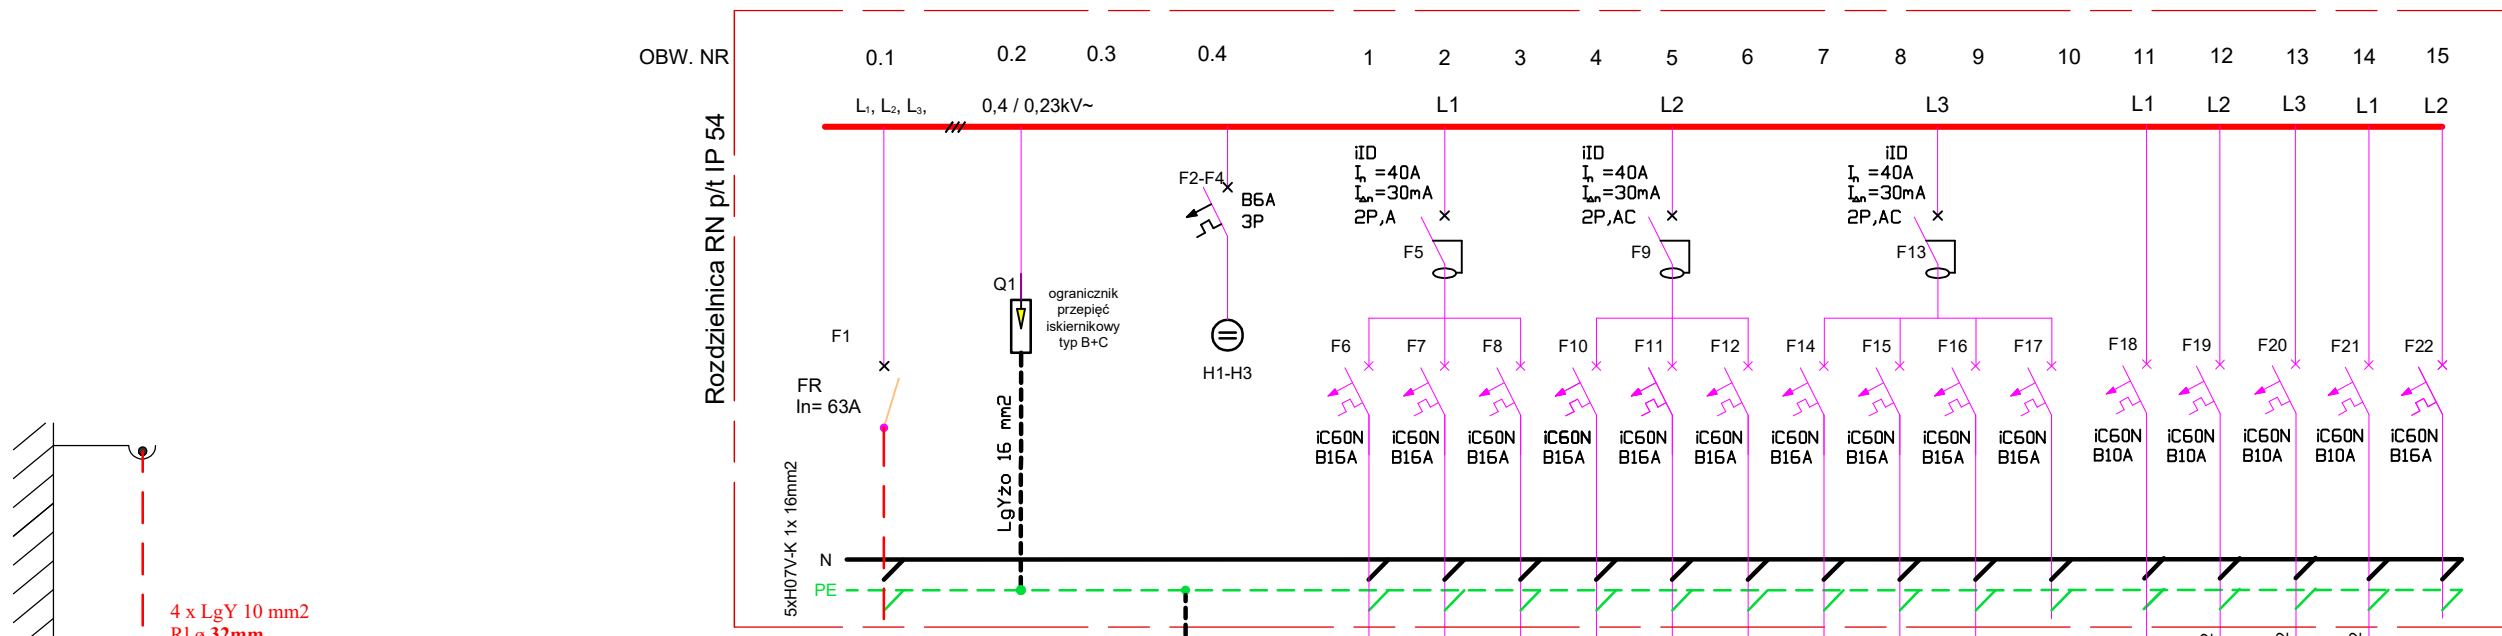 OBW. NR 0.1 0.2 0.3 0.4 1 2 3 4 5 6 7 8 9 10 11 12 13 14 15
L1, L2, L3, 0,4 / 0,23kV~ L1 L2 L3 L1 L2 L3 L1 L2
Rozdzielnica RN p/t IP 54
F2-F4
B6A
3P
iID
In =40A
IΔn=30mA
2P,A
F5
iID
In =40A
IΔn=30mA
2P,AC
F9
iID
In =40A
IΔn=30mA
2P,AC
F13
Q1
ogranicznik
przepięć
iskiernikowy
typ B+C
F1
FR
In= 63A
H1-H3
F6 F7 F8 F10 F11 F12 F14 F15 F16 F17 F18 F19 F20 F21 F22
iC60N iC60N iC60N iC60N iC60N iC60N iC60N iC60N iC60N iC60N iC60N iC60N iC60N iC60N iC60N
B16A B16A B16A B16A B16A B16A B16A B16A B16A B16A B10A B10A B10A B10A B16A
LgYżo 16 mm2
5xH07V-K 1x 16mm2
N
PE
4 x LgY 10 mm2
RL ø 32mm